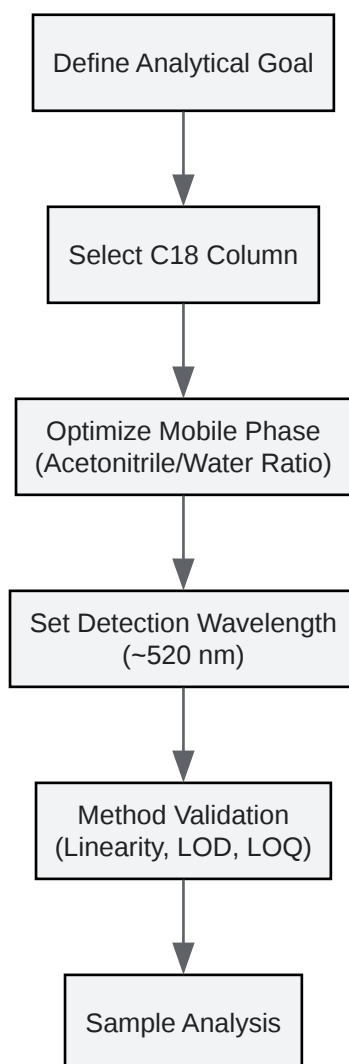 Define Analytical Goal
Select C18 Column
Optimize Mobile Phase
(Acetonitrile/Water Ratio)
Set Detection Wavelength
(~520 nm)
Method Validation
(Linearity, LOD, LOQ)
Sample Analysis